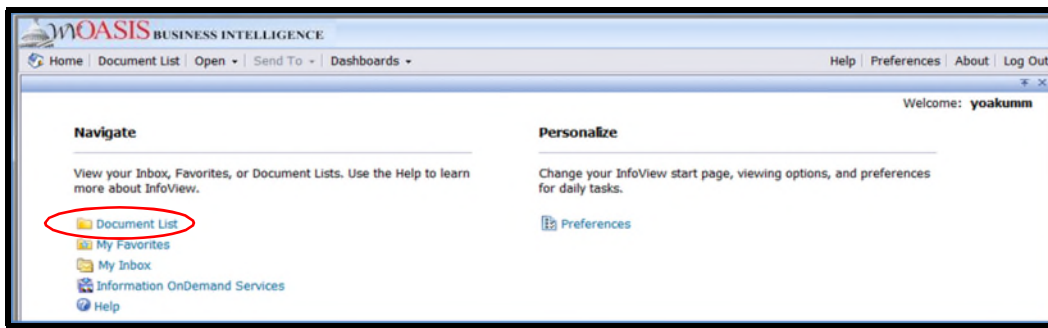 wvOASIS BUSINESS INTELLIGENCE
Home | Document List | Open | Send To | Dashboards
Help | Preferences | About | Log Out
Welcome: yoakumm
Navigate
View your Inbox, Favorites, or Document Lists. Use the Help to learn
more about InfoView.
Document List
My Favorites
My Inbox
Information OnDemand Services
Help
Personalize
Change your InfoView start page, viewing options, and preferences
for daily tasks.
Preferences